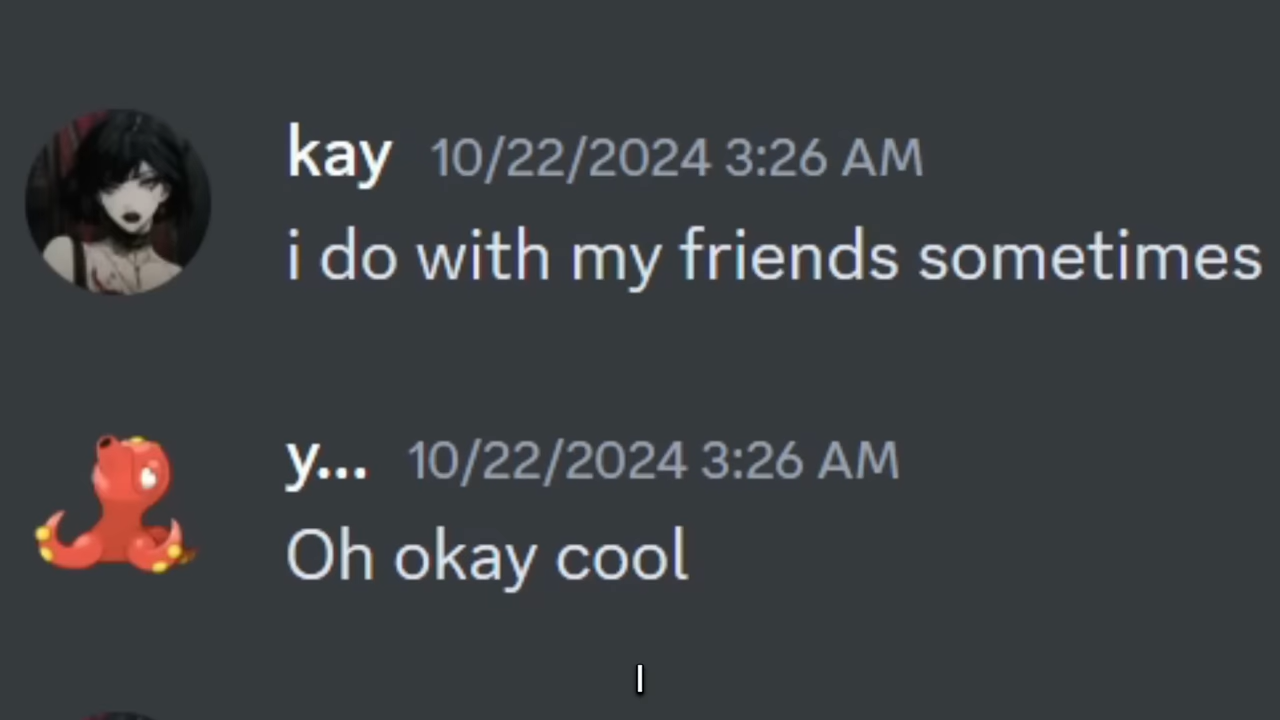 kay 10/22/2024 3:26 AM
i do with my friends sometimes
y... 10/22/2024 3:26 AM
Oh okay cool
I